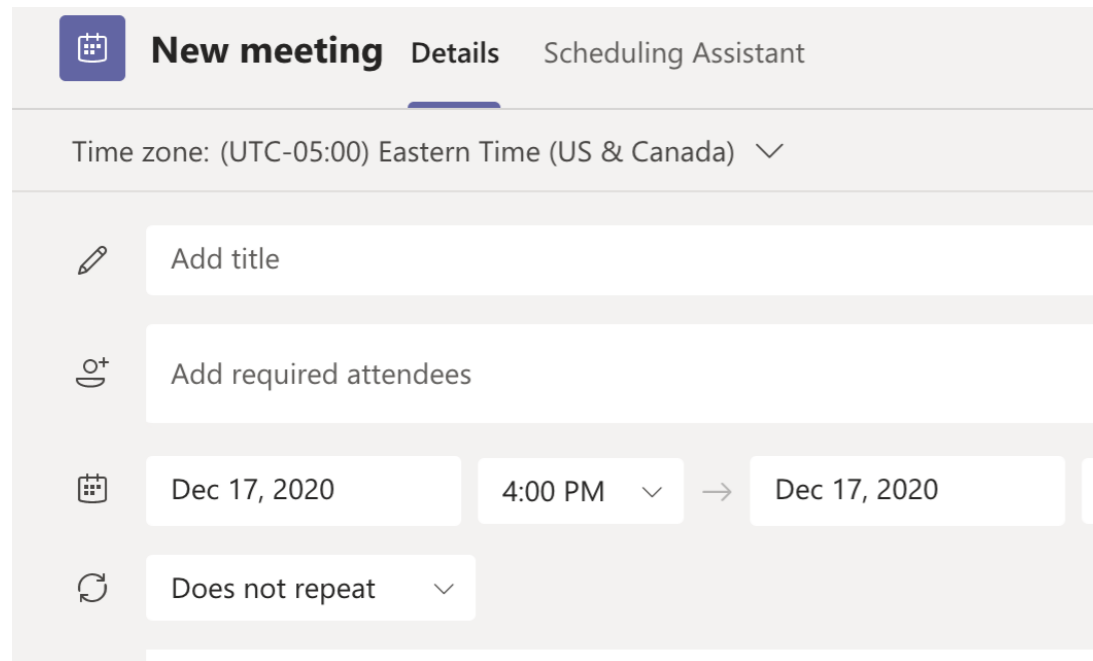 New meeting Details Scheduling Assistant
Time zone: (UTC-05:00) Eastern Time (US & Canada)
Add title
Add required attendees
Dec 17, 2020 4:00 PM → Dec 17, 2020
Does not repeat